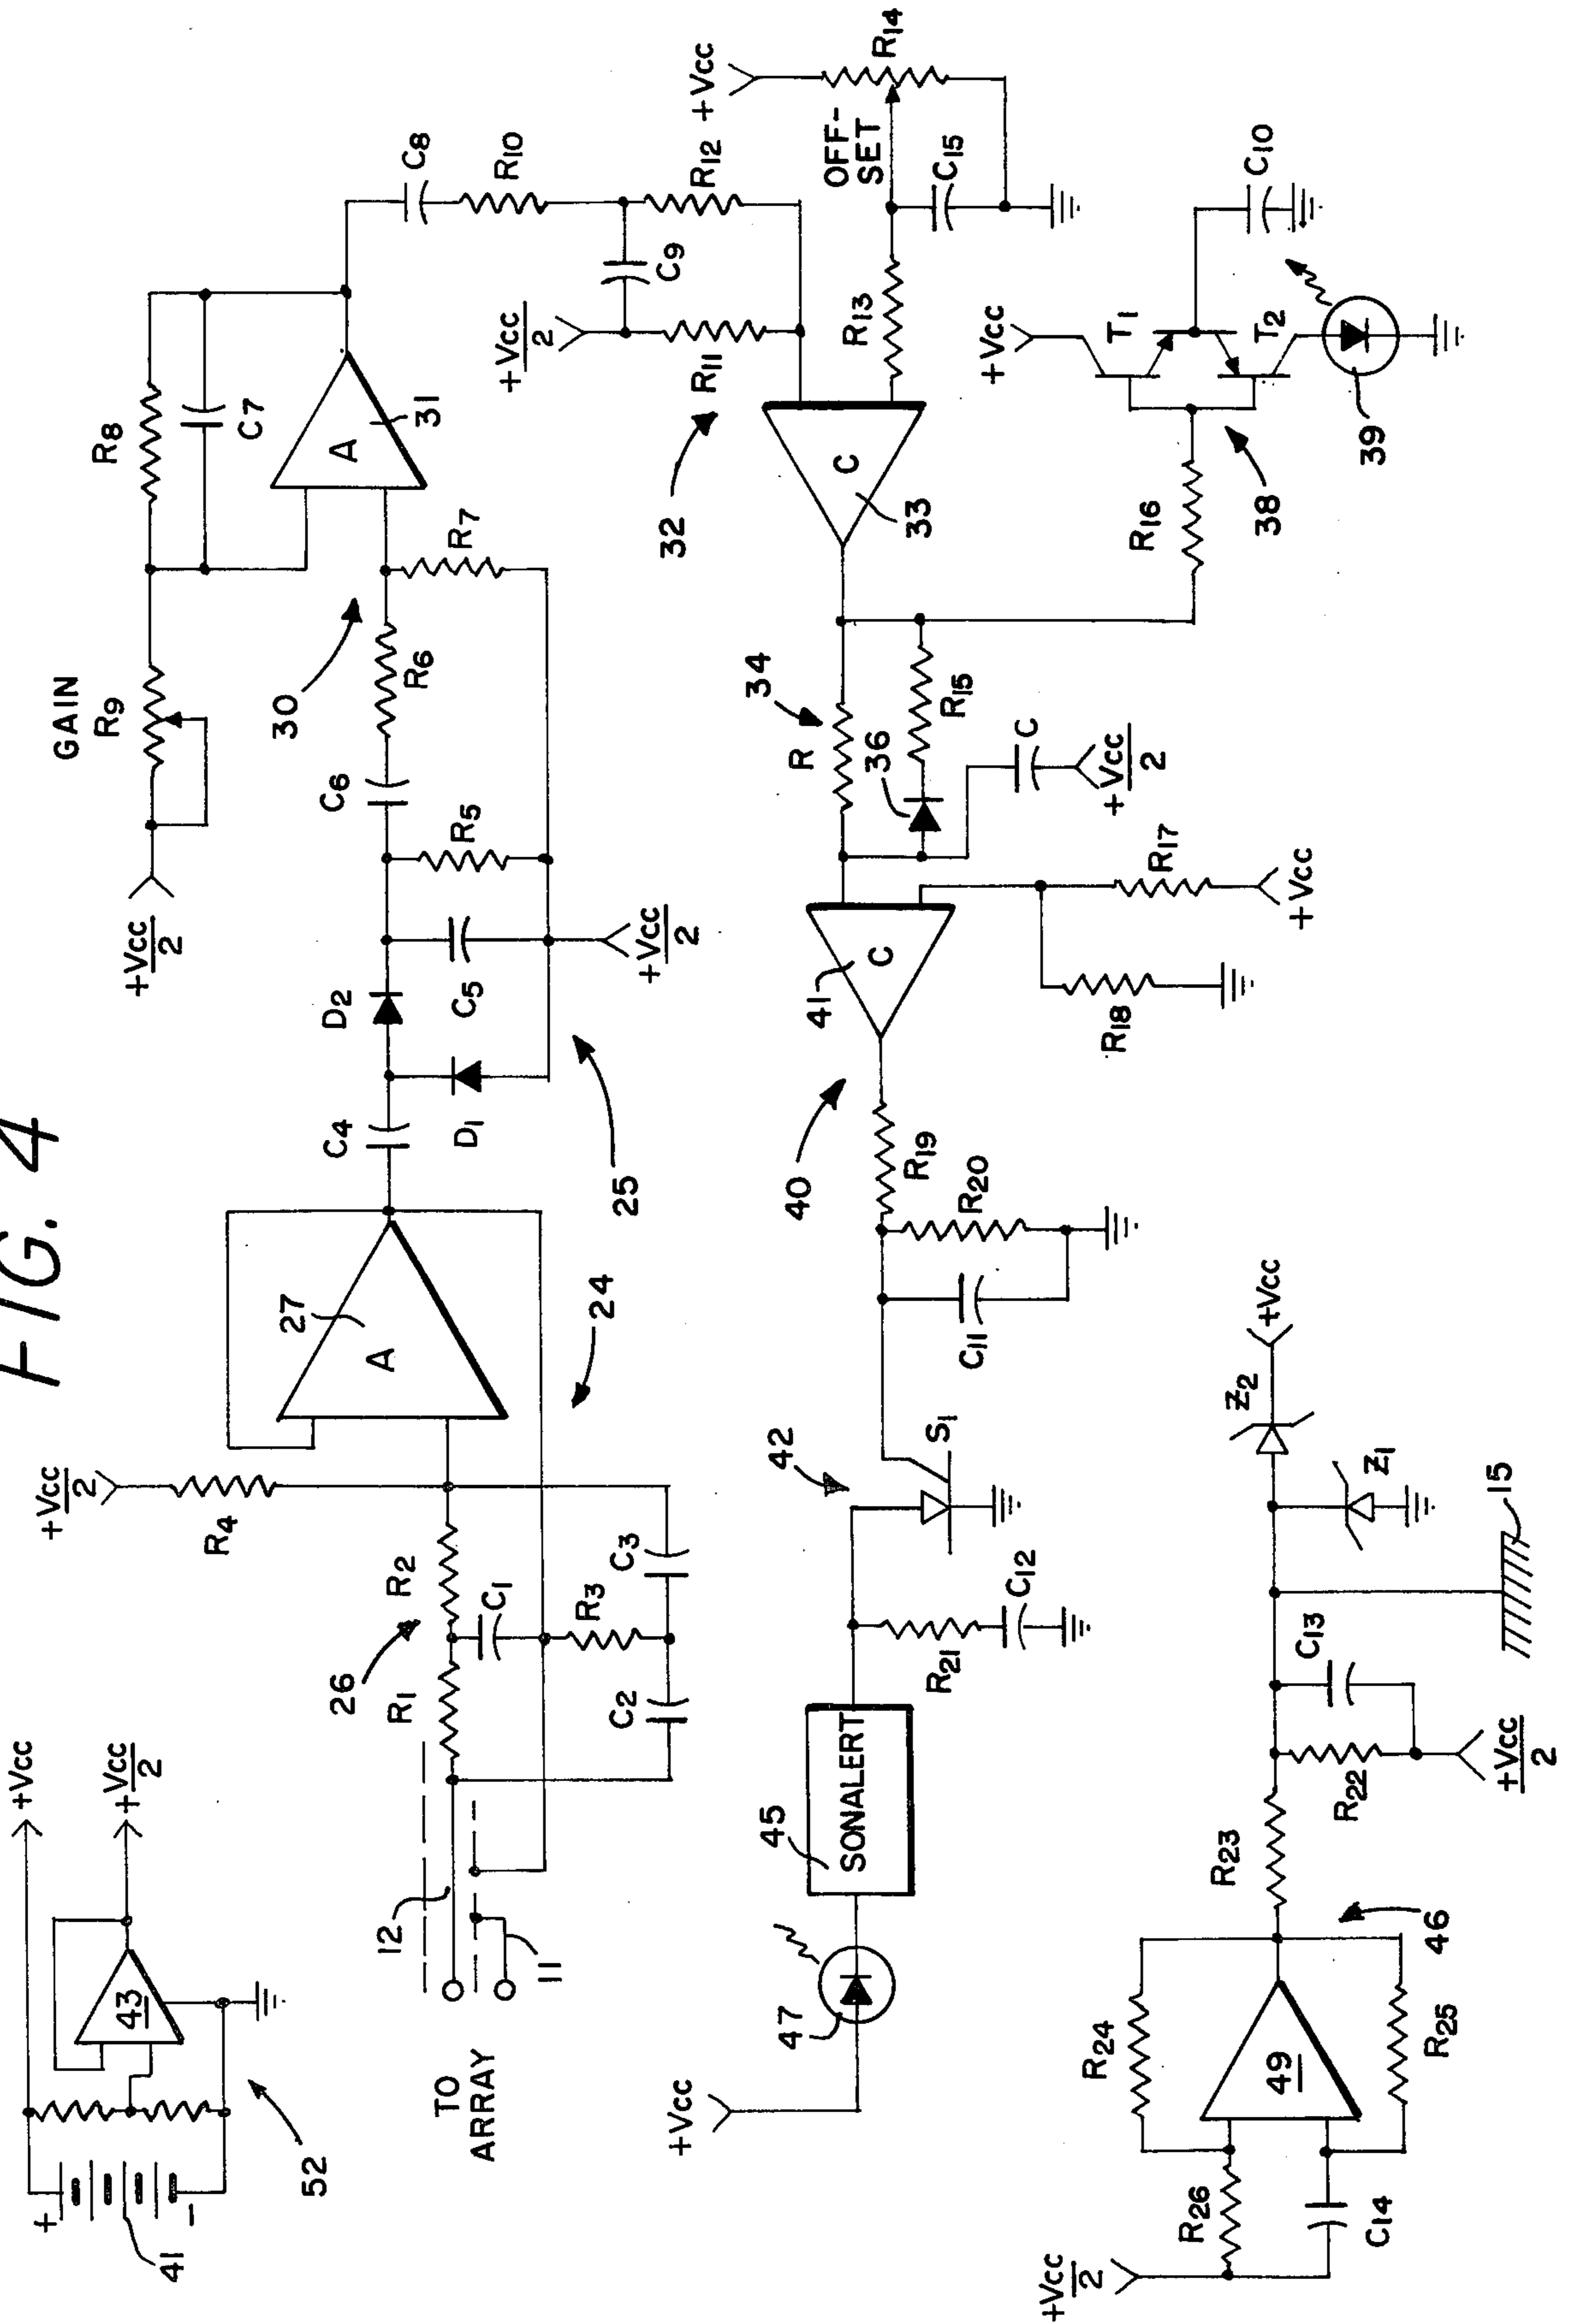 FIG. 4
+Vcc
+Vcc
2
43
+
-
41
52
TO
ARRAY
12
11
R1
26
R2
C1
R3
C2
C3
+Vcc
2
R4
27
A
24
C4
D1
D2
C5
25
+Vcc
2
R5
C6
R6
30
R7
+Vcc
2
GAIN
R9
R8
C7
A
31
C8
R10
R12
C9
+Vcc
2
R11
32
C
33
+Vcc
R14
OFF-
SET
C15
R13
+Vcc
T1
T2
C10
39
38
R16
34
R
R15
36
C
+Vcc
2
R17
+Vcc
R18
41
C
40
R19
R20
C11
S1
42
R21
C12
45
SONALERT
47
+Vcc
+Vcc
2
R26
C14
49
R24
R25
46
R23
R22
C13
+Vcc
2
15
Z1
Z2
+Vcc